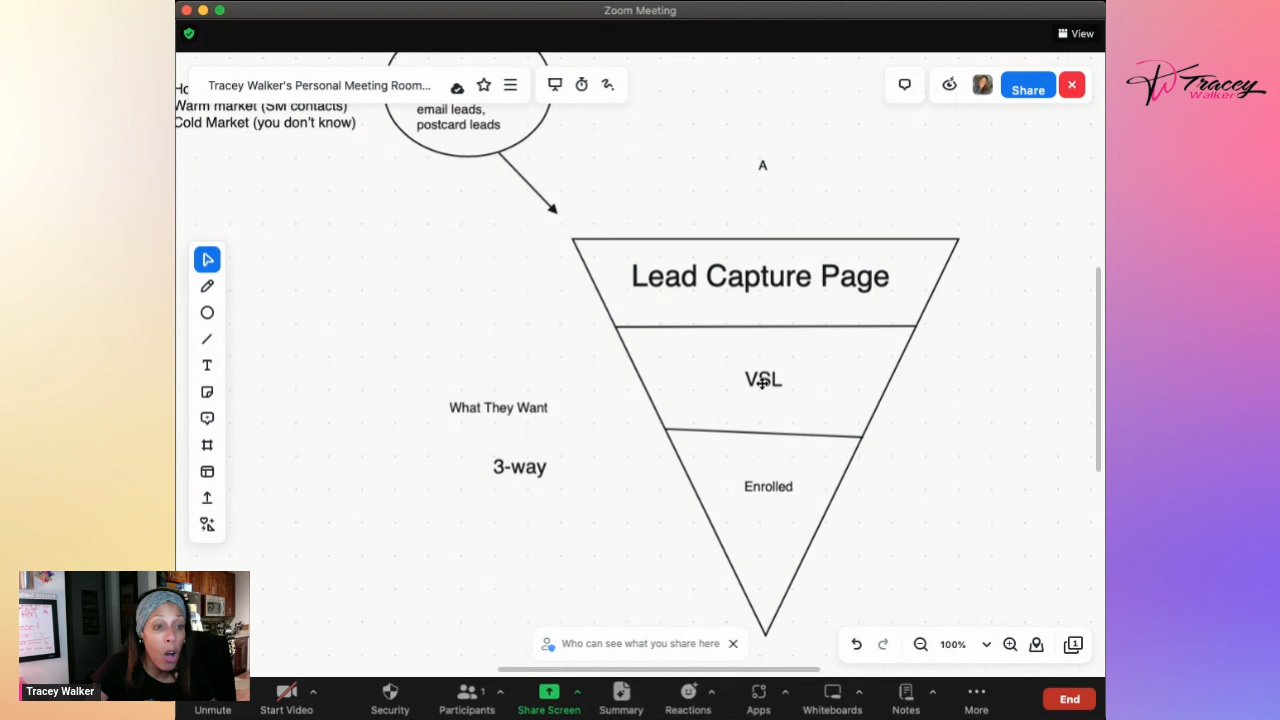 Zoom Meeting
View
Tracey Walker's Personal Meeting Room...
Share
Tracey
Walker
Warm market (SM contacts)
Cold Market (you don't know)
email leads,
postcard leads
A
Lead Capture Page
VSL
What They Want
3-way
Enrolled
Who can see what you share here
100%
1
Tracey Walker
Unmute
Start Video
Security
1
Participants
Share Screen
Summary
Reactions
Apps
Whiteboards
Notes
More
End